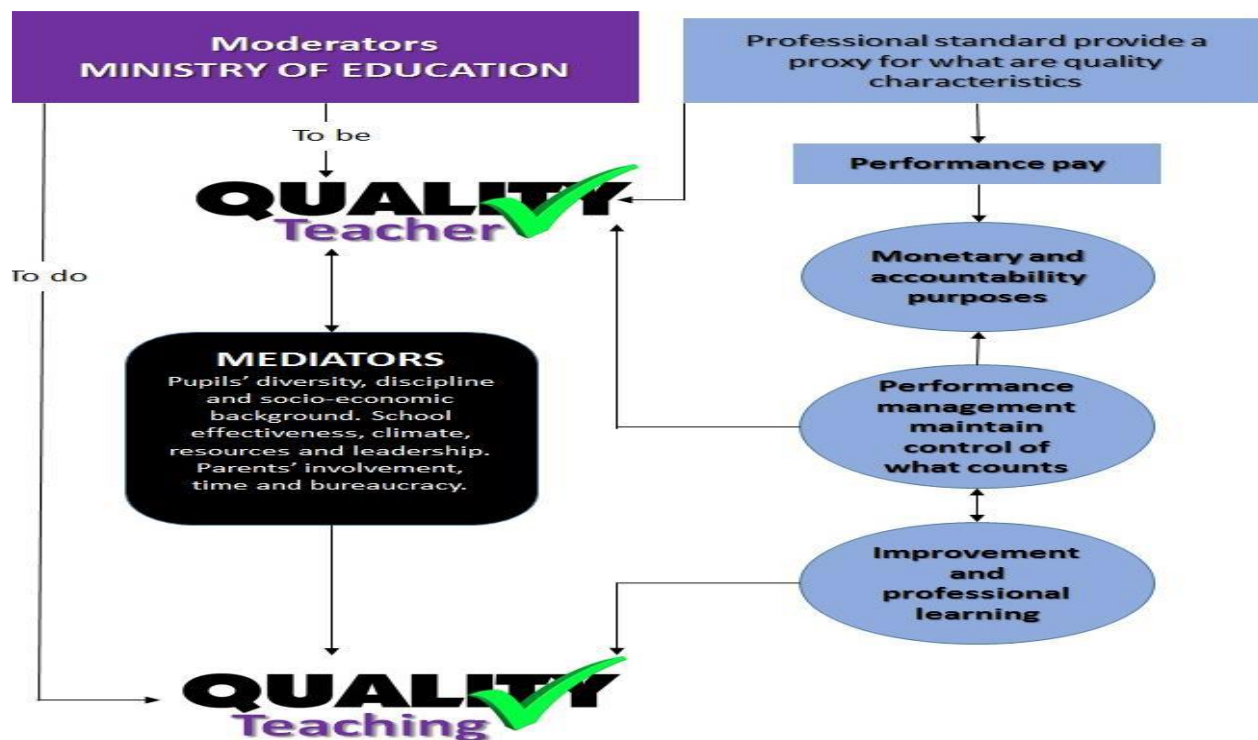 Moderators
MINISTRY OF EDUCATION
Professional standard provide a
proxy for what are quality
characteristics
To be
Performance pay
QUALITY
Teacher
Monetary and
accountability
purposes
To do
MEDIATORS
Pupils’ diversity, discipline
and socio-economic
background. School
effectiveness, climate,
resources and leadership.
Parents’ involvement,
time and bureaucracy.
Performance
management
maintain
control of
what counts
Improvement
and
professional
learning
QUALITY
Teaching